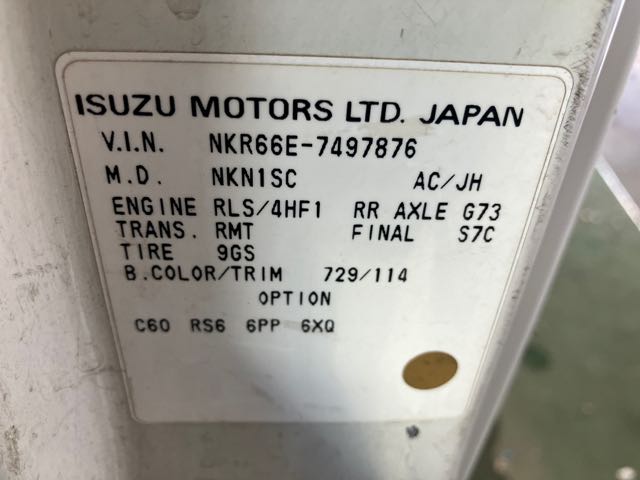 ISUZU MOTORS LTD. JAPAN
V.I.N. NKR66E-7497876
M.D. NKN1SC AC/JH
ENGINE RLS/4HF1 RR AXLE G73
TRANS. RMT FINAL S7C
TIRE 9GS
B.COLOR/TRIM 729/114
OPTION
C60 RS6 6PP 6XQ